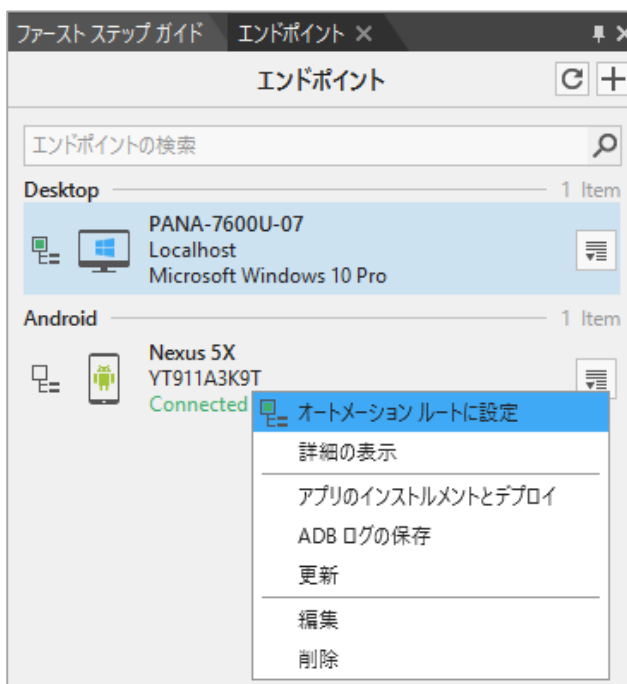 ファースト ステップ ガイド エンドポイント
エンドポイント
エンドポイントの検索
Desktop 1 Item
PANA-7600U-07
Localhost
Microsoft Windows 10 Pro
Android 1 Item
Nexus 5X
YT911A3K9T
Connected
オートメーション ルートに設定
詳細の表示
アプリのインストルメントとデプロイ
ADB ログの保存
更新
編集
削除